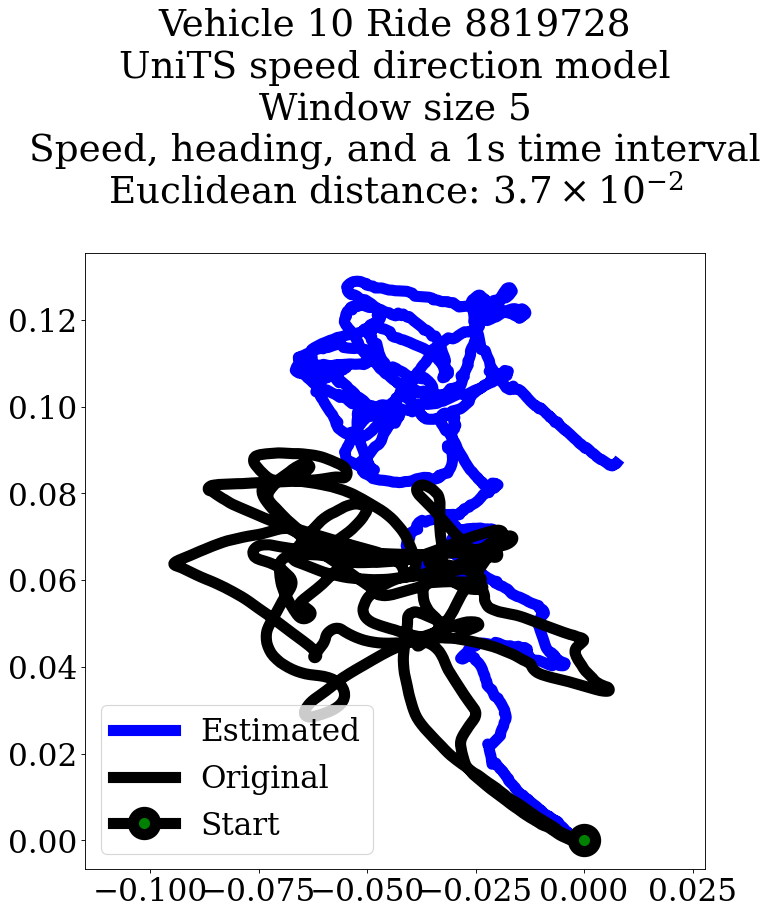 Vehicle 10 Ride 8819728
UniTS speed direction model
Window size 5
Speed, heading, and a 1s time interval
Euclidean distance: 3.7 × 10⁻²
0.12
0.10
0.08
0.06
0.04
0.02
0.00
Estimated
Original
Start
−0.100 −0.075 −0.050 −0.025 0.000 0.025